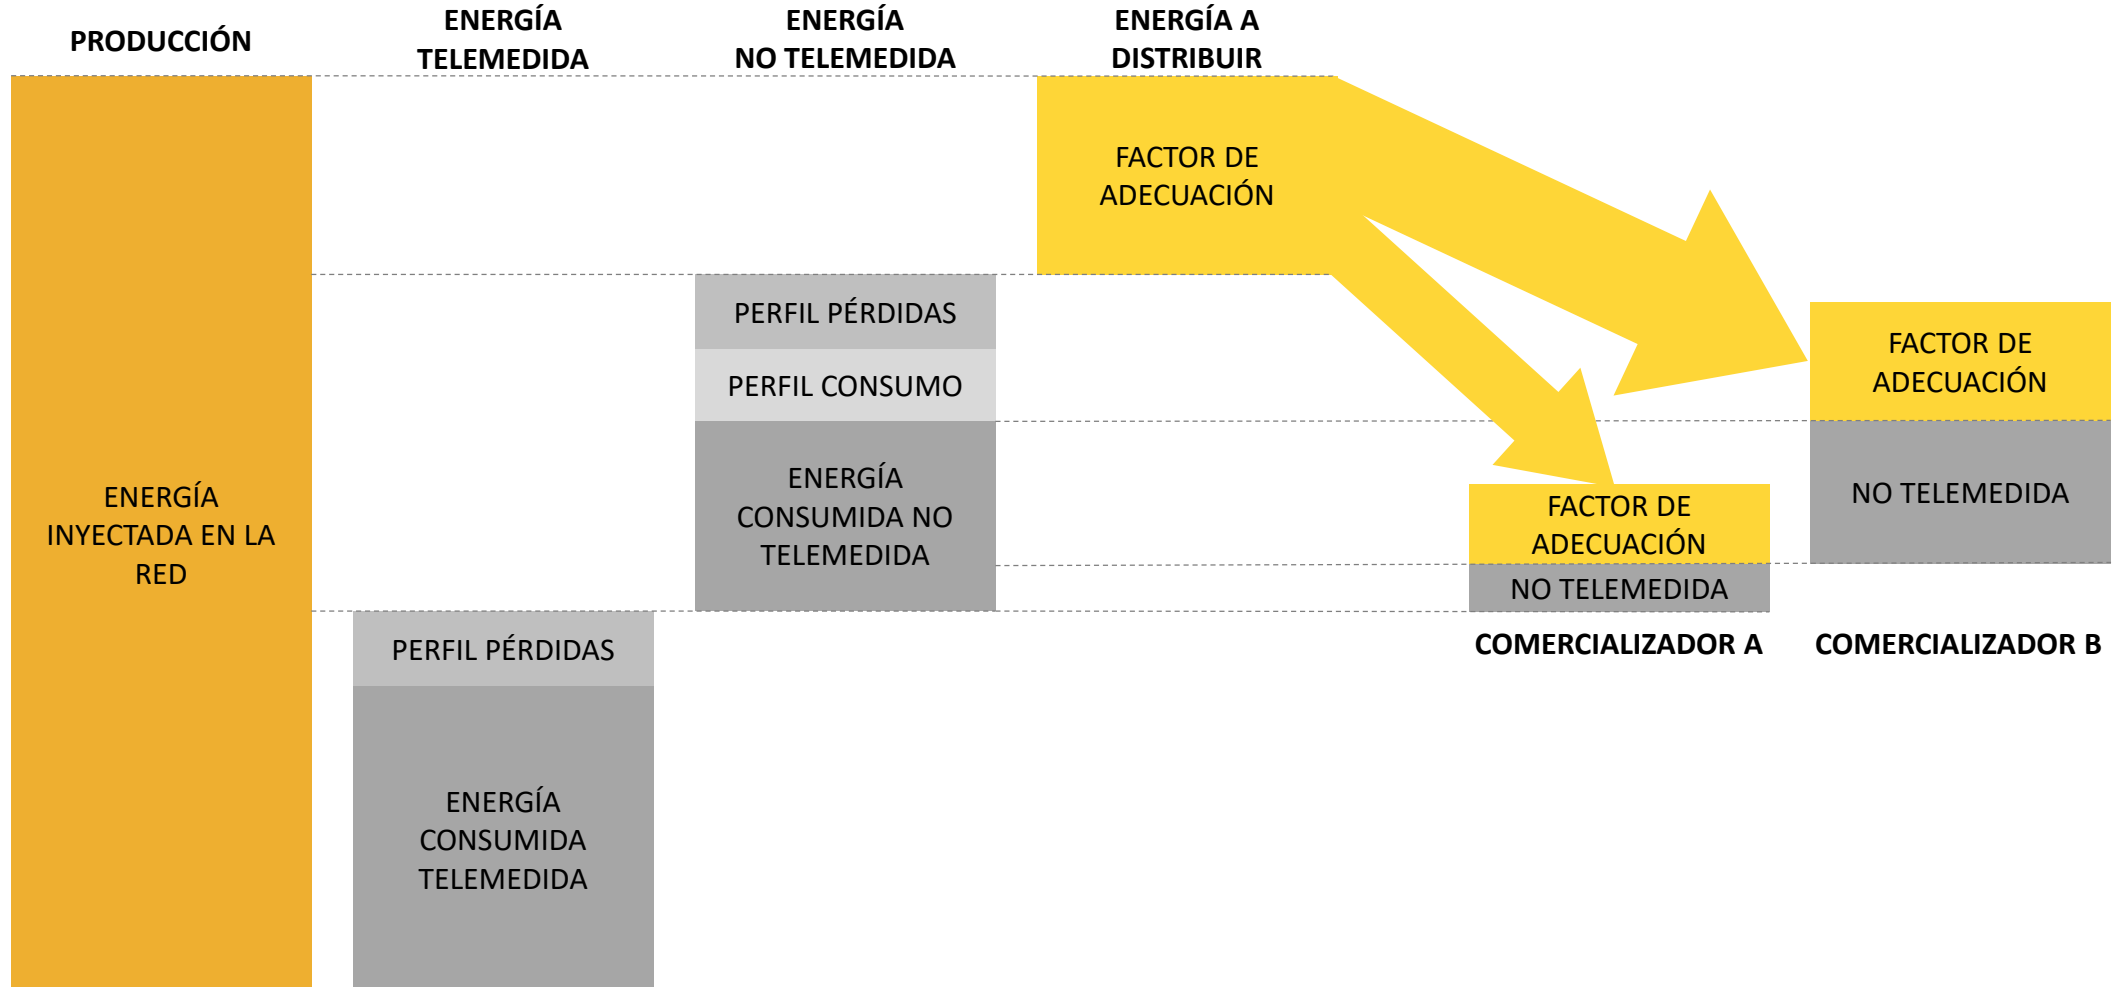 PRODUCCIÓN
ENERGÍA
TELEMEDIDA
ENERGÍA
NO TELEMEDIDA
ENERGÍA A
DISTRIBUIR
ENERGÍA
INYECTADA EN LA
RED
PERFIL PÉRDIDAS
ENERGÍA
CONSUMIDA
TELEMEDIDA
PERFIL PÉRDIDAS
PERFIL CONSUMO
ENERGÍA
CONSUMIDA NO
TELEMEDIDA
FACTOR DE
ADECUACIÓN
FACTOR DE
ADECUACIÓN
NO TELEMEDIDA
COMERCIALIZADOR A
FACTOR DE
ADECUACIÓN
NO TELEMEDIDA
COMERCIALIZADOR B